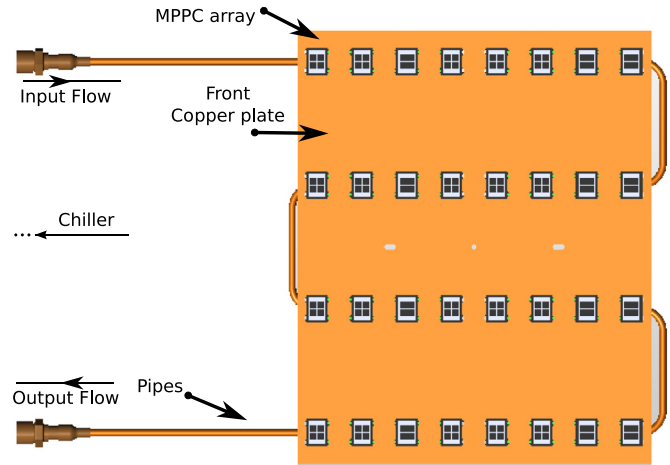 MPPC array
Input Flow
Front
Copper plate
Chiller
...
Output Flow
Pipes